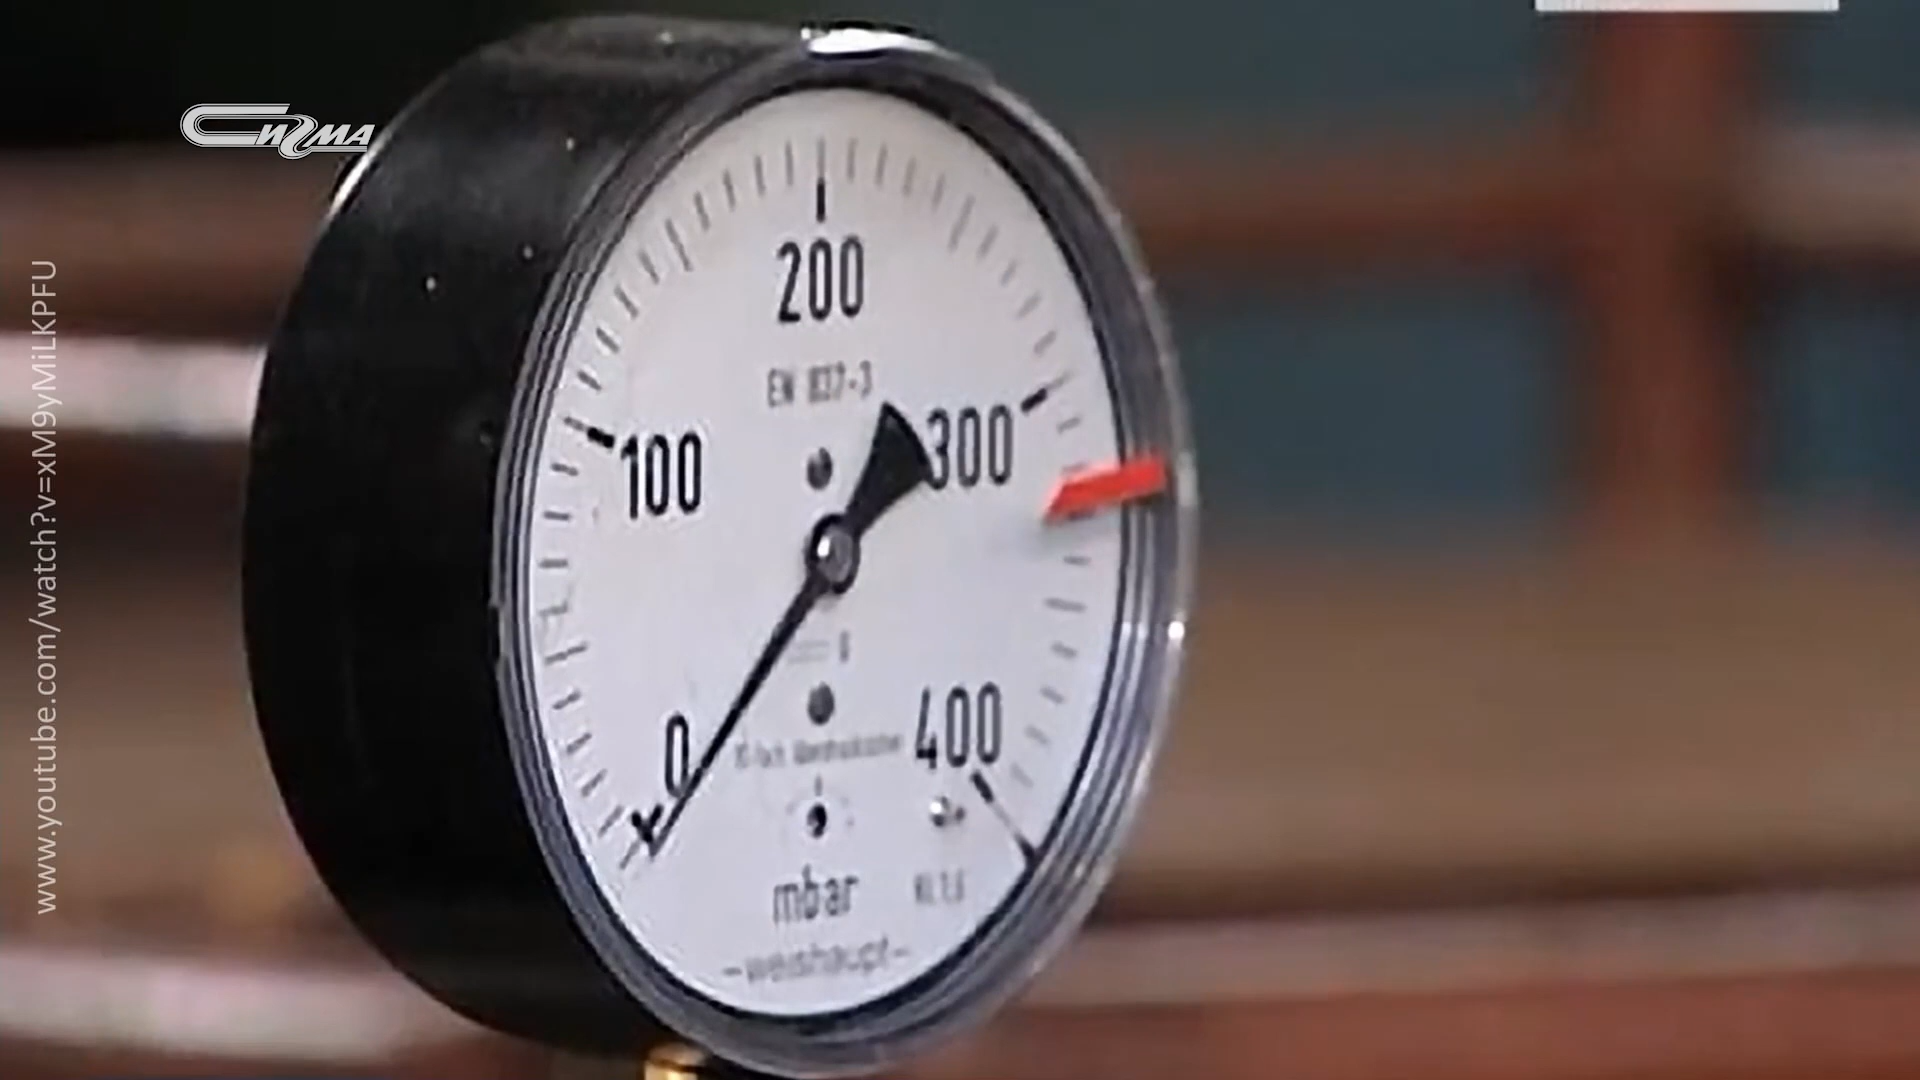 СИГМА
www.youtube.com/watch?v=xM9yMiLKPFU
200
EN 837-3
100
300
0
400
mbar
-weishaupt-